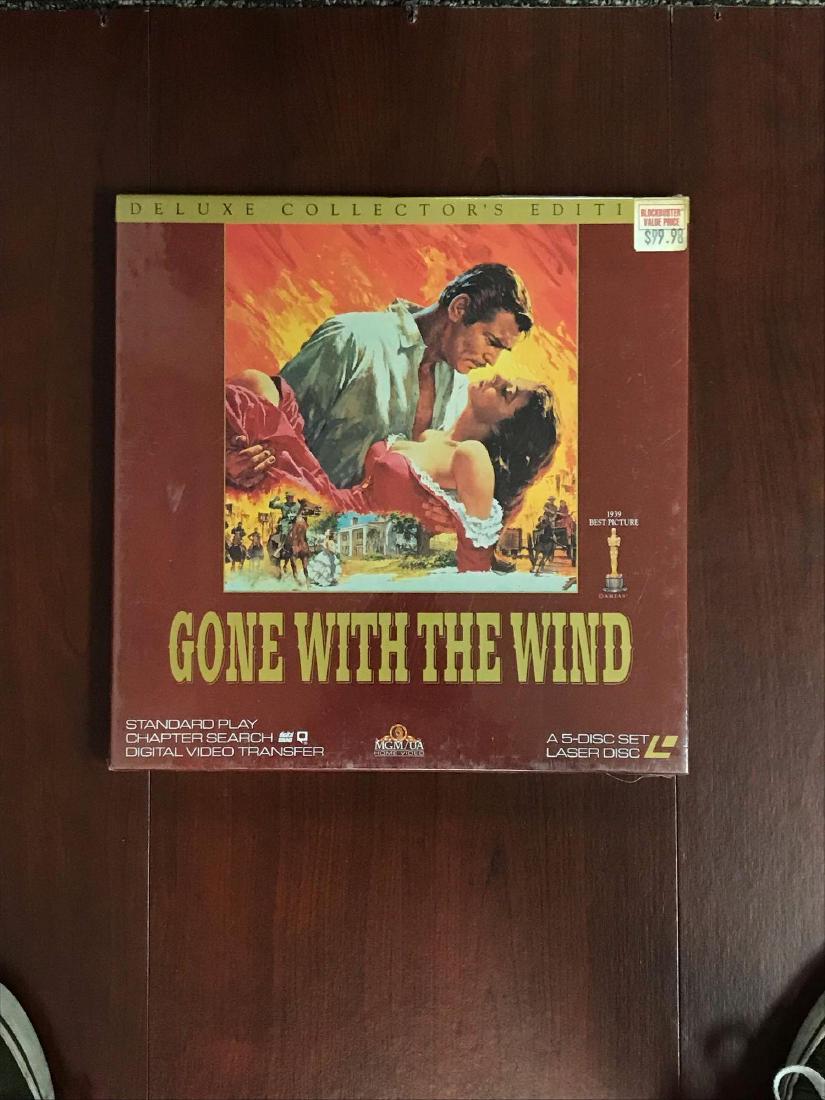 DELUXE COLLECTOR'S EDITI
BLOCKBUSTER
VALUE PRICE
$99.98
1939
BEST PICTURE
GONE WITH THE WIND
STANDARD PLAY
CHAPTER SEARCH
DIGITAL VIDEO TRANSFER
MGM/UA
HOME VIDEO
A 5-DISC SET
LASER DISC